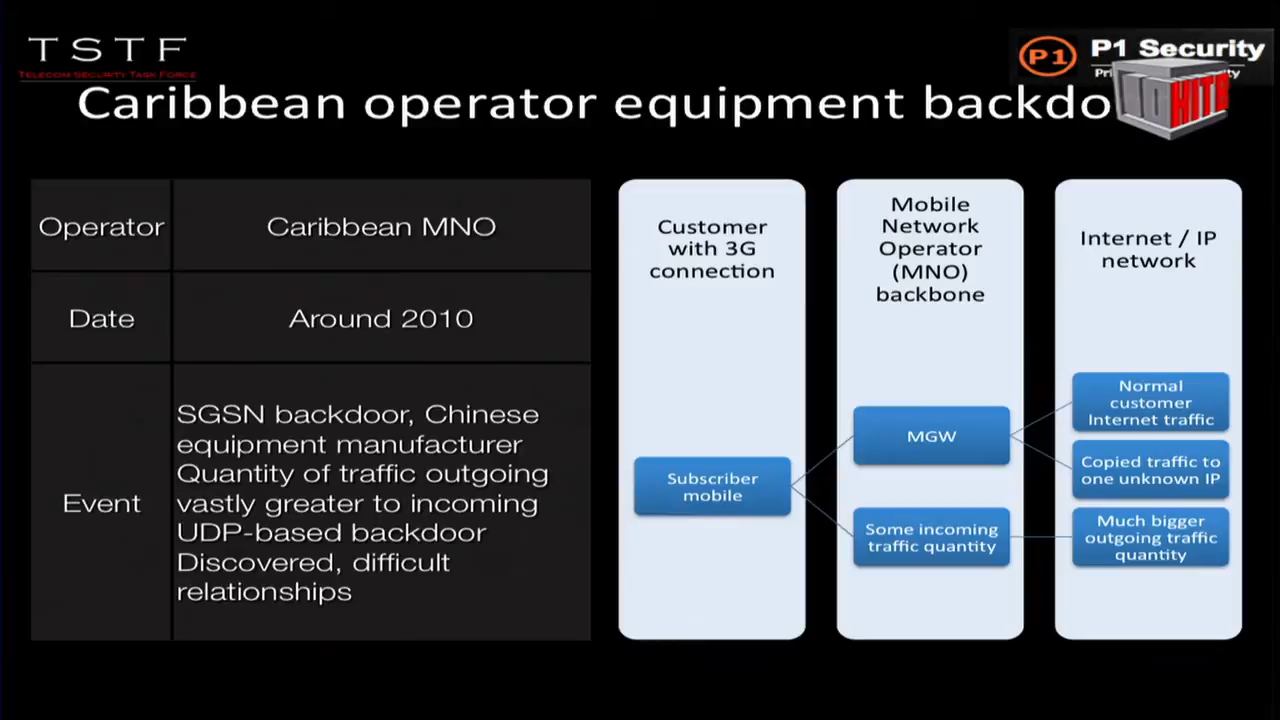 TSTF
TELECOM SECURITY TASK FORCE
P1
P1 Security
Caribbean operator equipment
HITB
Operator
Caribbean MNO
Date
Around 2010
Event
SGSN backdoor, Chinese
equipment manufacturer
Quantity of traffic outgoing
vastly greater to incoming
UDP-based backdoor
Discovered, difficult
relationships
Customer
with 3G
connection
Subscriber
mobile
Mobile
Network
Operator
(MNO)
backbone
MGW
Some incoming
traffic quantity
Internet / IP
network
Normal
customer
Internet traffic
Copied traffic to
one unknown IP
Much bigger
outgoing traffic
quantity